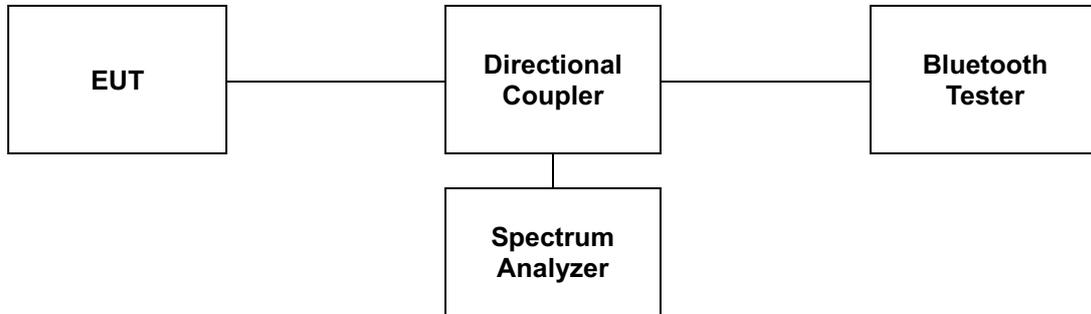 EUT
Directional
Coupler
Bluetooth
Tester
Spectrum
Analyzer